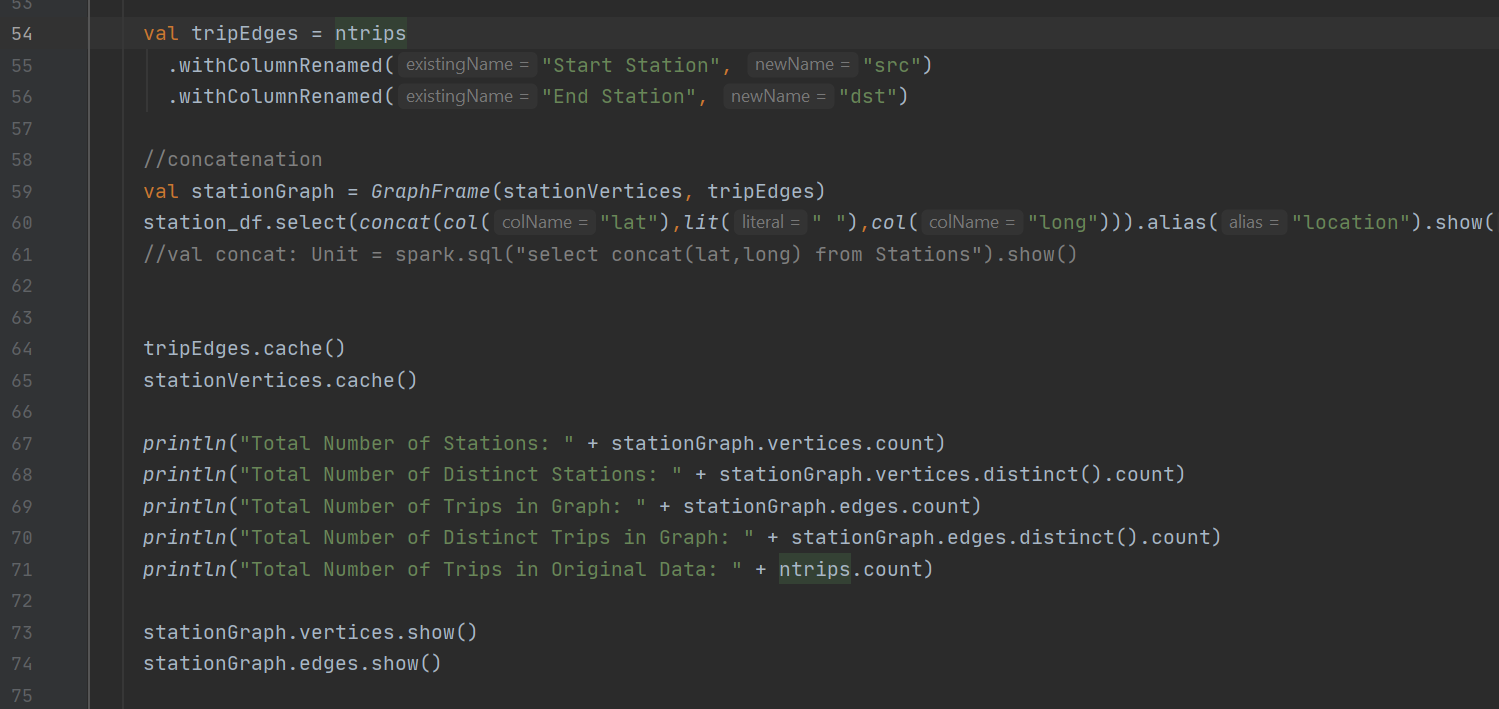 53
54 val tripEdges = ntrips
55 .withColumnRenamed( existingName = "Start Station", newName = "src")
56 .withColumnRenamed( existingName = "End Station", newName = "dst")
57
58 //concatenation
59 val stationGraph = GraphFrame(stationVertices, tripEdges)
60 station_df.select(concat(col( colName = "lat"),lit( literal = " "),col( colName = "long"))).alias( alias = "location").show(
61 //val concat: Unit = spark.sql("select concat(lat,long) from Stations").show()
62
63
64 tripEdges.cache()
65 stationVertices.cache()
66
67 println("Total Number of Stations: " + stationGraph.vertices.count)
68 println("Total Number of Distinct Stations: " + stationGraph.vertices.distinct().count)
69 println("Total Number of Trips in Graph: " + stationGraph.edges.count)
70 println("Total Number of Distinct Trips in Graph: " + stationGraph.edges.distinct().count)
71 println("Total Number of Trips in Original Data: " + ntrips.count)
72
73 stationGraph.vertices.show()
74 stationGraph.edges.show()
75